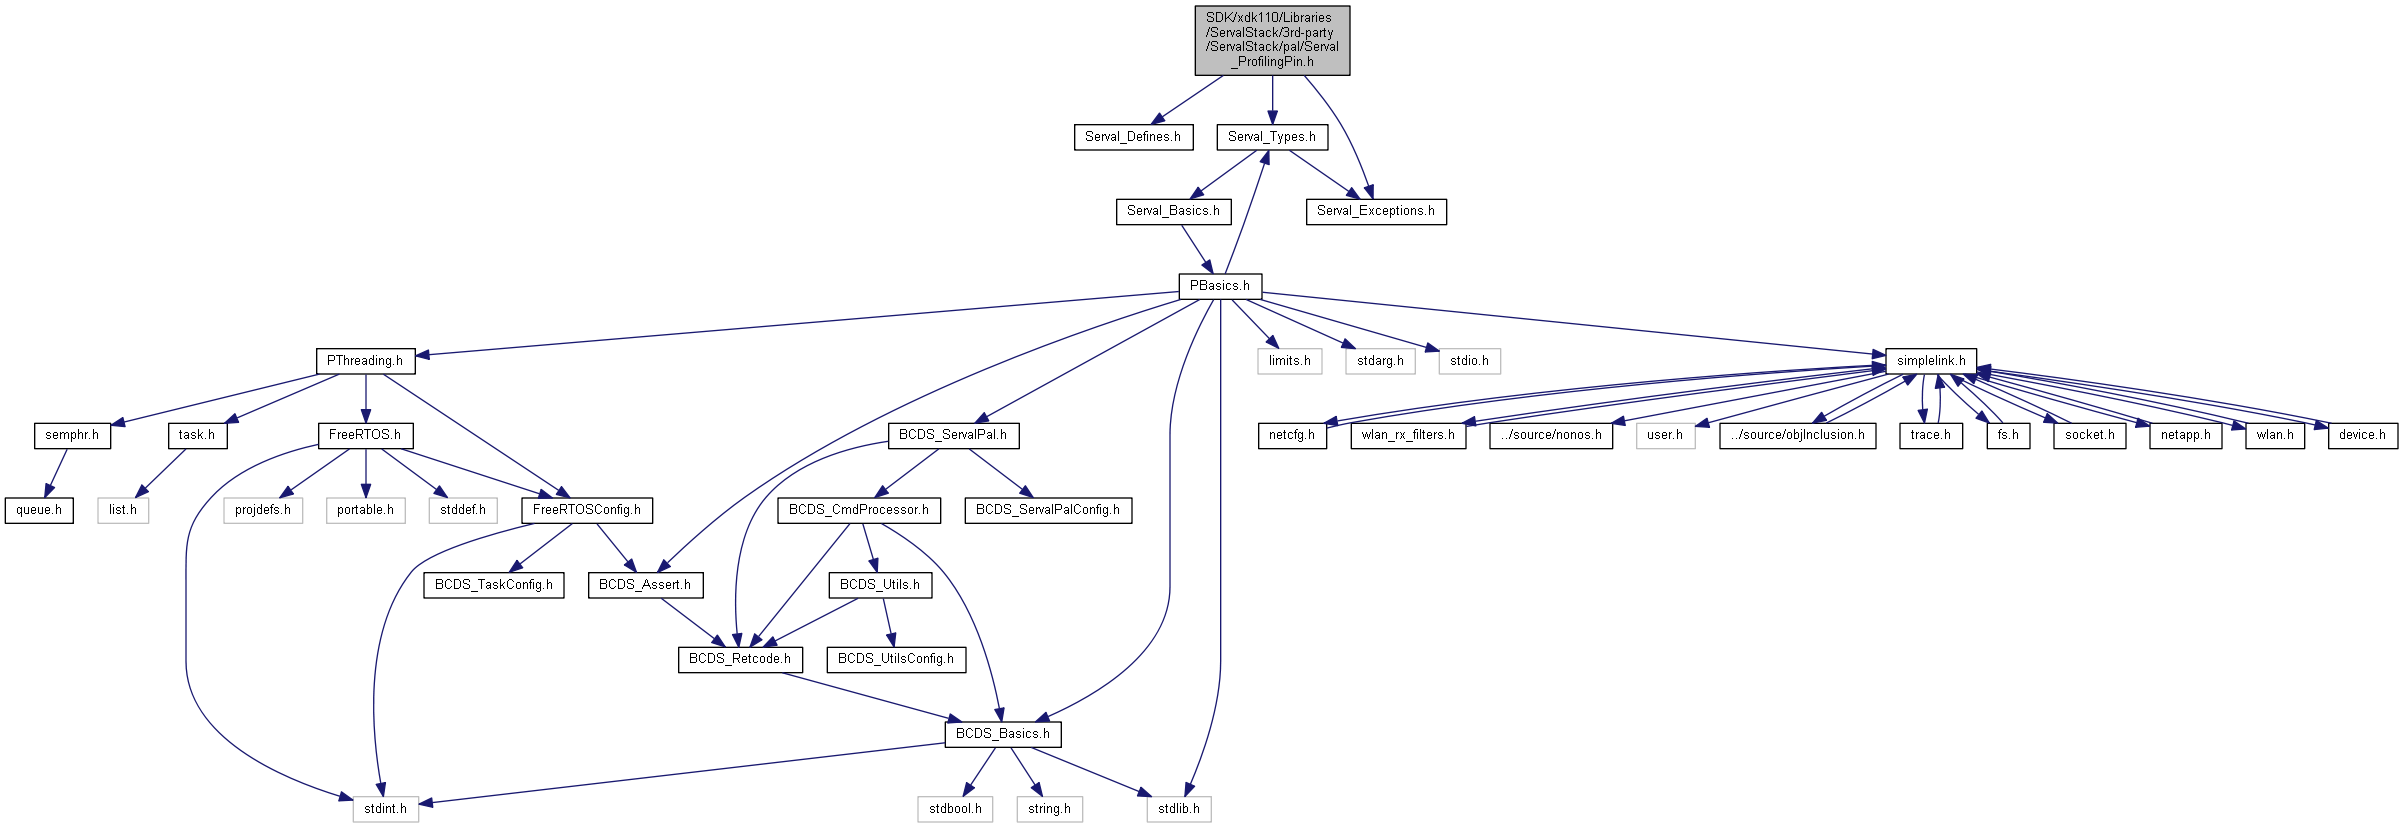 SDK/xdk110/Libraries
/ServalStack/3rd-party
/ServalStack/pal/Serval
_ProfilingPin.h
Serval_Defines.h
Serval_Types.h
Serval_Basics.h
Serval_Exceptions.h
PBasics.h
PThreading.h
limits.h
stdarg.h
stdio.h
simplelink.h
semphr.h
task.h
FreeRTOS.h
BCDS_ServalPal.h
netcfg.h
wlan_rx_filters.h
../source/nonos.h
user.h
../source/objInclusion.h
trace.h
fs.h
socket.h
netapp.h
wlan.h
device.h
queue.h
list.h
projdefs.h
portable.h
stddef.h
FreeRTOSConfig.h
BCDS_CmdProcessor.h
BCDS_ServalPalConfig.h
BCDS_TaskConfig.h
BCDS_Assert.h
BCDS_Utils.h
BCDS_Retcode.h
BCDS_UtilsConfig.h
BCDS_Basics.h
stdint.h
stdbool.h
string.h
stdlib.h